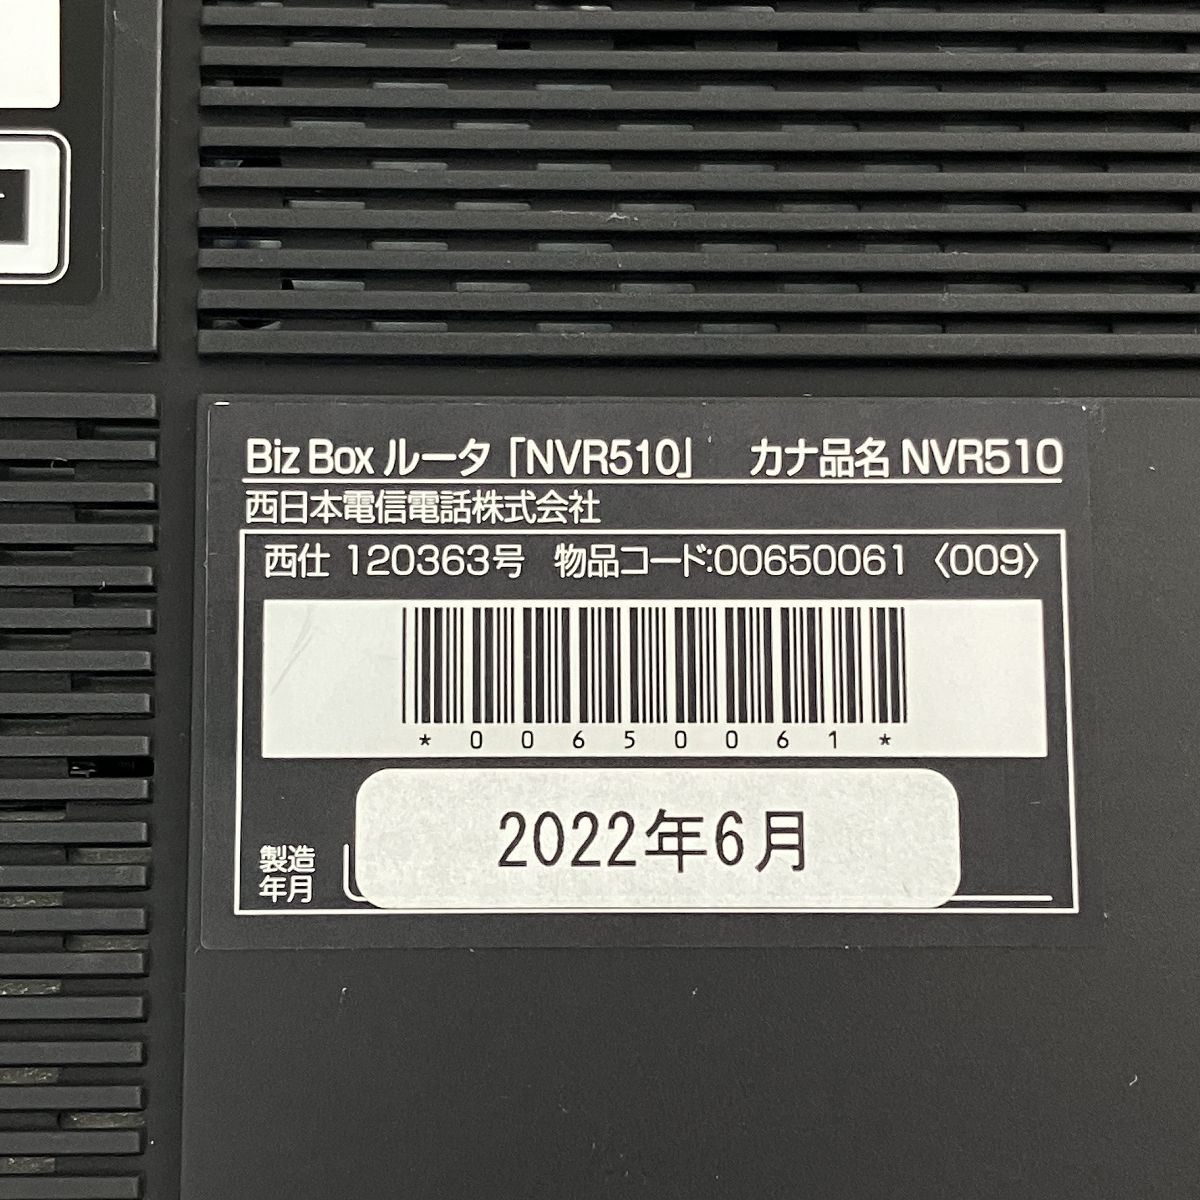 Biz Box ルータ「NVR510」 カナ品名 NVR510
西日本電信電話株式会社
西仕 120363号 物品コード:00650061 〈009〉
*00650061*
製造年月
2022年6月